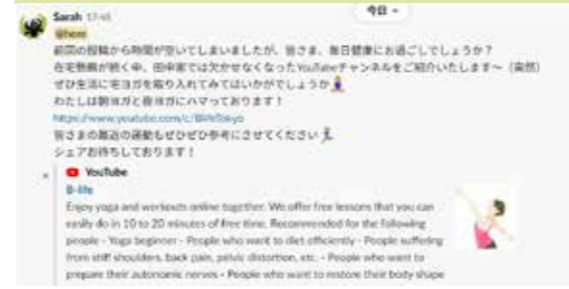 今日
Sarah 17:45
@here
前回の投稿から時間が空いてしまいましたが、皆さま、毎日健康にお過ごしでしょうか？
在宅勤務が続く中、田中家では欠かせなくなったYouTubeチャンネルをご紹介いたします～（突然）
ぜひ生活に宅ヨガを取り入れてみてはいかがでしょうか
わたしは朝ヨガと夜ヨガにハマっております！
https://www.youtube.com/c/BlifeTokyo
皆さまの最近の運動もぜひぜひ参考にさせてください
シェアお待ちしております！
YouTube
B-life
Enjoy yoga and workouts online together. We offer free lessons that you can
easily do in 10 to 20 minutes of free time. Recommended for the following
people - Yoga beginner - People who want to diet efficiently - People suffering
from stiff shoulders, back pain, pelvic distortion, etc. - People who want to
prepare their autonomic nerves - People who want to restore their body shape